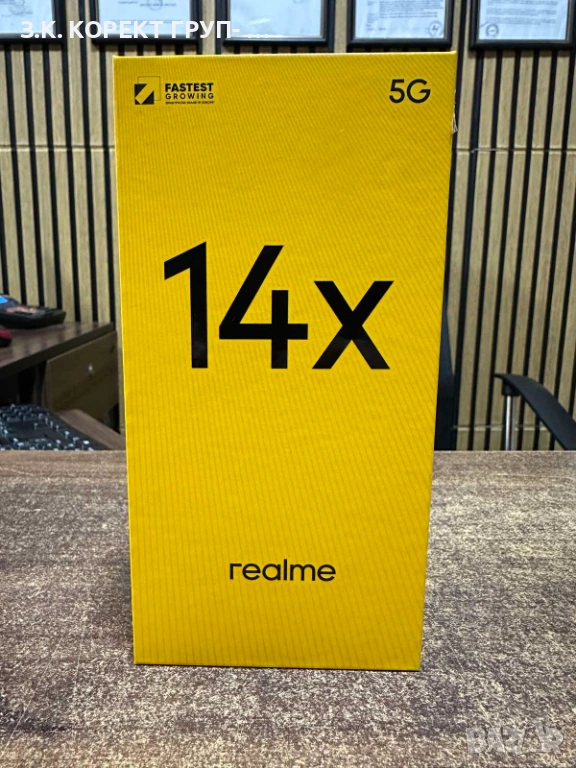 З.К. КОРЕКТ ГРУП-
FASTEST
GROWING
5G
14x
realme